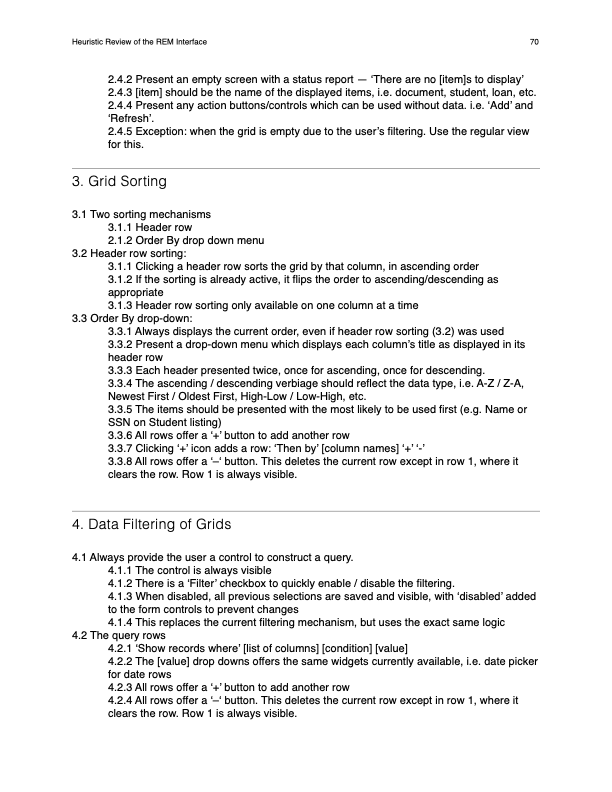 Heuristic Review of the REM Interface 70
2.4.2 Present an empty screen with a status report — ‘There are no [item]s to display’
2.4.3 [item] should be the name of the displayed items, i.e. document, student, loan, etc.
2.4.4 Present any action buttons/controls which can be used without data. i.e. ‘Add’ and
‘Refresh’.
2.4.5 Exception: when the grid is empty due to the user’s filtering. Use the regular view
for this.
3. Grid Sorting
3.1 Two sorting mechanisms
3.1.1 Header row
2.1.2 Order By drop down menu
3.2 Header row sorting:
3.1.1 Clicking a header row sorts the grid by that column, in ascending order
3.1.2 If the sorting is already active, it flips the order to ascending/descending as
appropriate
3.1.3 Header row sorting only available on one column at a time
3.3 Order By drop-down:
3.3.1 Always displays the current order, even if header row sorting (3.2) was used
3.3.2 Present a drop-down menu which displays each column’s title as displayed in its
header row
3.3.3 Each header presented twice, once for ascending, once for descending.
3.3.4 The ascending / descending verbiage should reflect the data type, i.e. A-Z / Z-A,
Newest First / Oldest First, High-Low / Low-High, etc.
3.3.5 The items should be presented with the most likely to be used first (e.g. Name or
SSN on Student listing)
3.3.6 All rows offer a ‘+’ button to add another row
3.3.7 Clicking ‘+’ icon adds a row: ‘Then by’ [column names] ‘+’ ‘-’
3.3.8 All rows offer a ‘–‘ button. This deletes the current row except in row 1, where it
clears the row. Row 1 is always visible.
4. Data Filtering of Grids
4.1 Always provide the user a control to construct a query.
4.1.1 The control is always visible
4.1.2 There is a ‘Filter’ checkbox to quickly enable / disable the filtering.
4.1.3 When disabled, all previous selections are saved and visible, with ‘disabled’ added
to the form controls to prevent changes
4.1.4 This replaces the current filtering mechanism, but uses the exact same logic
4.2 The query rows
4.2.1 ‘Show records where’ [list of columns] [condition] [value]
4.2.2 The [value] drop downs offers the same widgets currently available, i.e. date picker
for date rows
4.2.3 All rows offer a ‘+’ button to add another row
4.2.4 All rows offer a ‘–‘ button. This deletes the current row except in row 1, where it
clears the row. Row 1 is always visible.